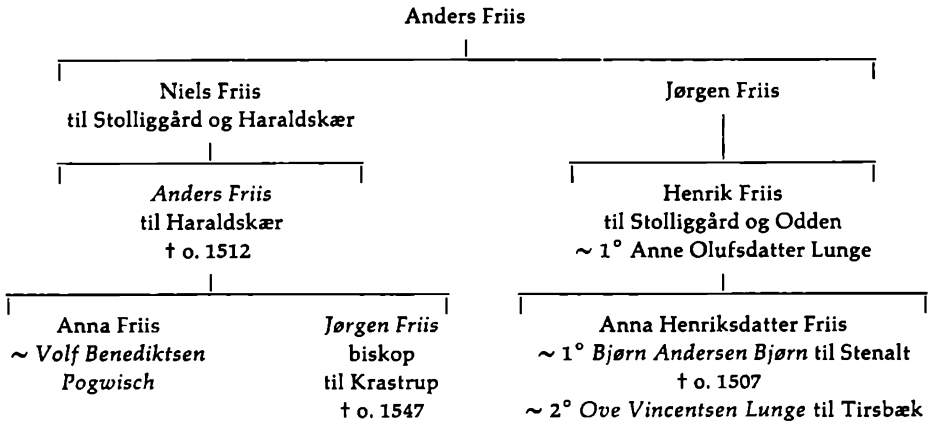 Anders Friis
Niels Friis
til Stolliggård og Haraldskær
Jørgen Friis
Anders Friis
til Haraldskær
† o. 1512
Henrik Friis
til Stolliggård og Odden
~ 1° Anne Olufsdatter Lunge
Anna Friis
~ Volf Benediktsen
Pogwisch
Jørgen Friis
biskop
til Krastrup
† o. 1547
Anna Henriksdatter Friis
~ 1° Bjørn Andersen Bjørn til Stenalt
† o. 1507
~ 2° Ove Vincentsen Lunge til Tirsbæk